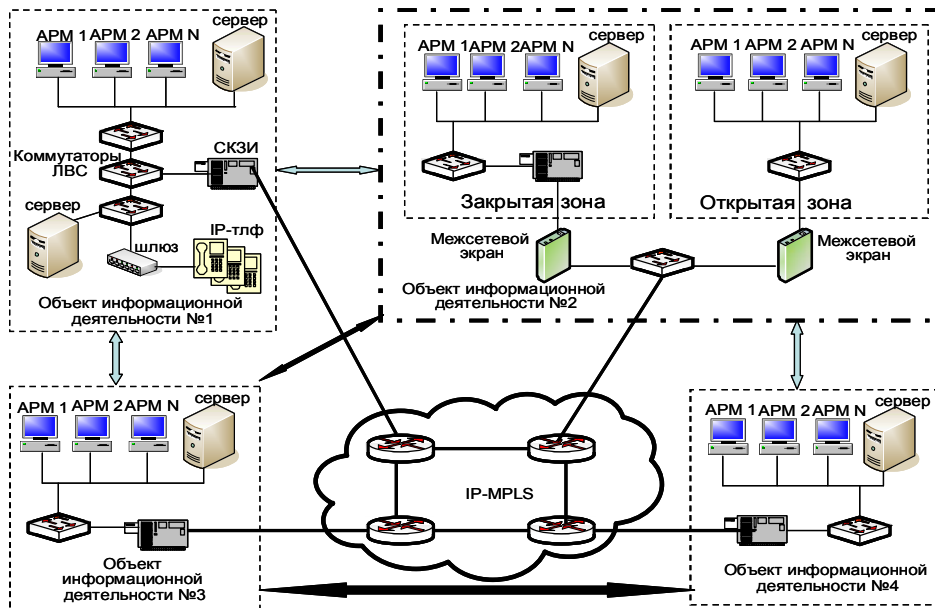 сервер
АРМ 1 АРМ 2 АРМ N
Коммутаторы
ЛВС
СКЗИ
сервер
шлюз
IP-тлф
Объект информационной
деятельности №1
сервер
АРМ 1 АРМ 2 АРМ N
Закрытая зона
сервер
АРМ 1 АРМ 2 АРМ N
Открытая зона
Межсетевой
экран
Межсетевой
экран
Объект информационной
деятельности №2
АРМ 1 АРМ 2 АРМ N
сервер
Объект
информационной
деятельности №3
IP-MPLS
АРМ 1 АРМ 2 АРМ N
сервер
Объект информационной
деятельности №4